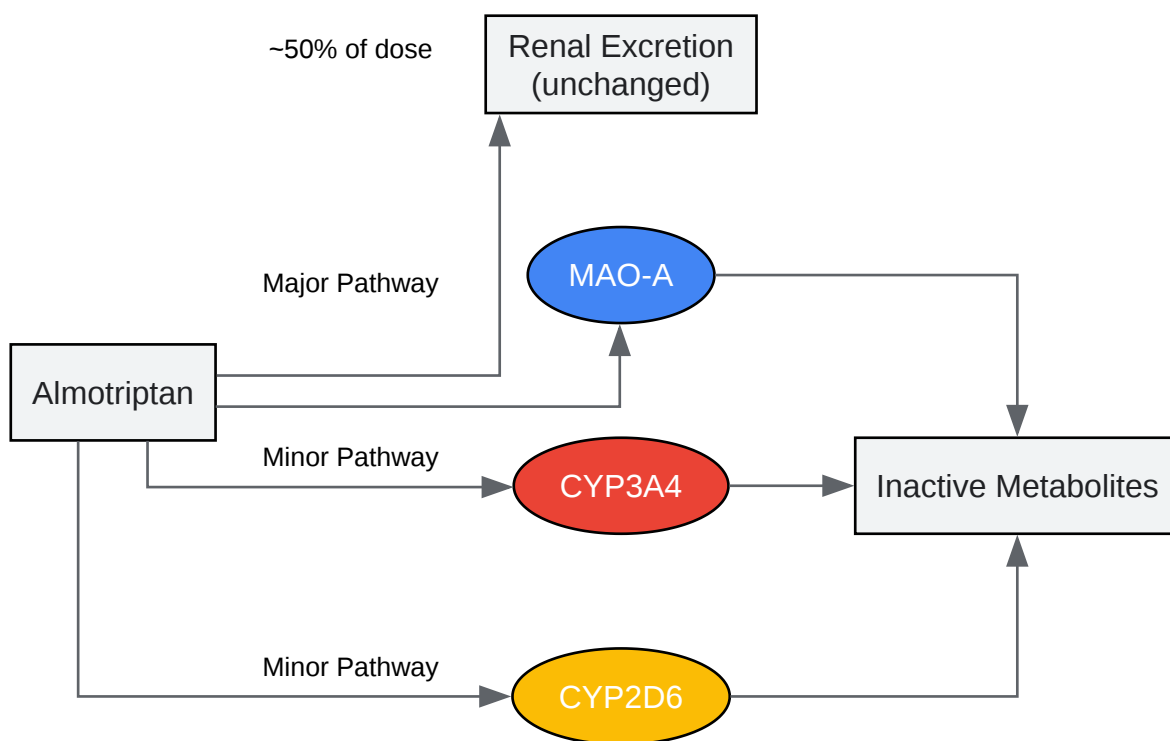 ~50% of dose
Renal Excretion
(unchanged)
Major Pathway
MAO-A
Almotriptan
Minor Pathway
CYP3A4
Inactive Metabolites
Minor Pathway
CYP2D6